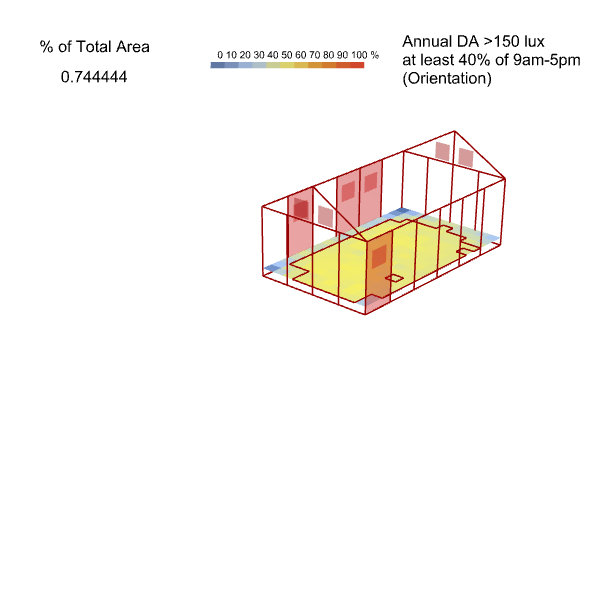 % of Total Area
0.744444
0 10 20 30 40 50 60 70 80 90 100 %
Annual DA >150 lux
at least 40% of 9am-5pm
(Orientation)